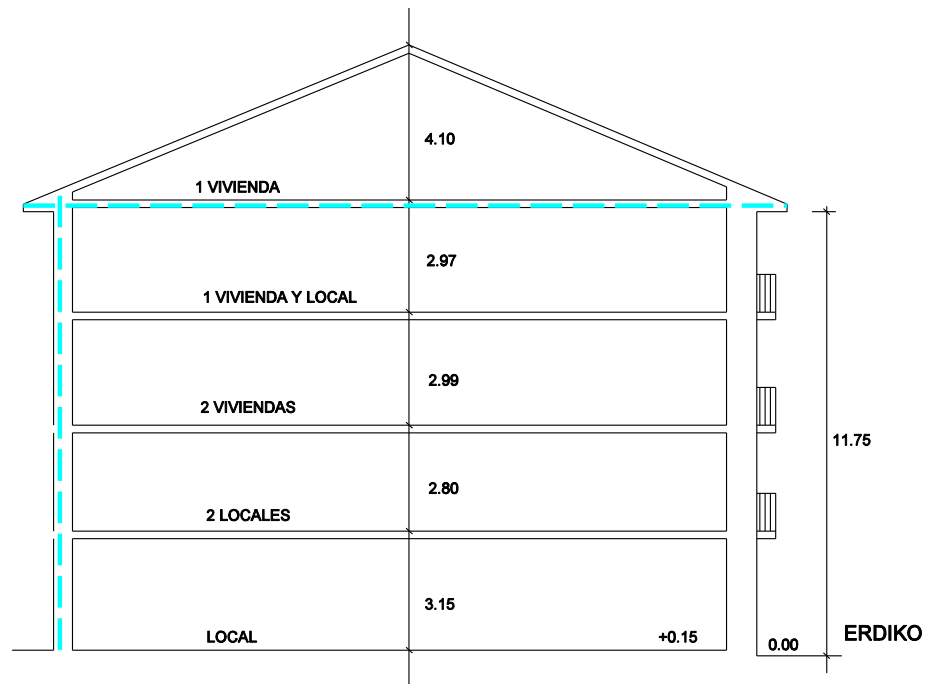 4.10
1 VIVIENDA
2.97
1 VIVIENDA Y LOCAL
2.99
2 VIVIENDAS
11.75
2.80
2 LOCALES
3.15
LOCAL
+0.15
0.00
ERDIKO